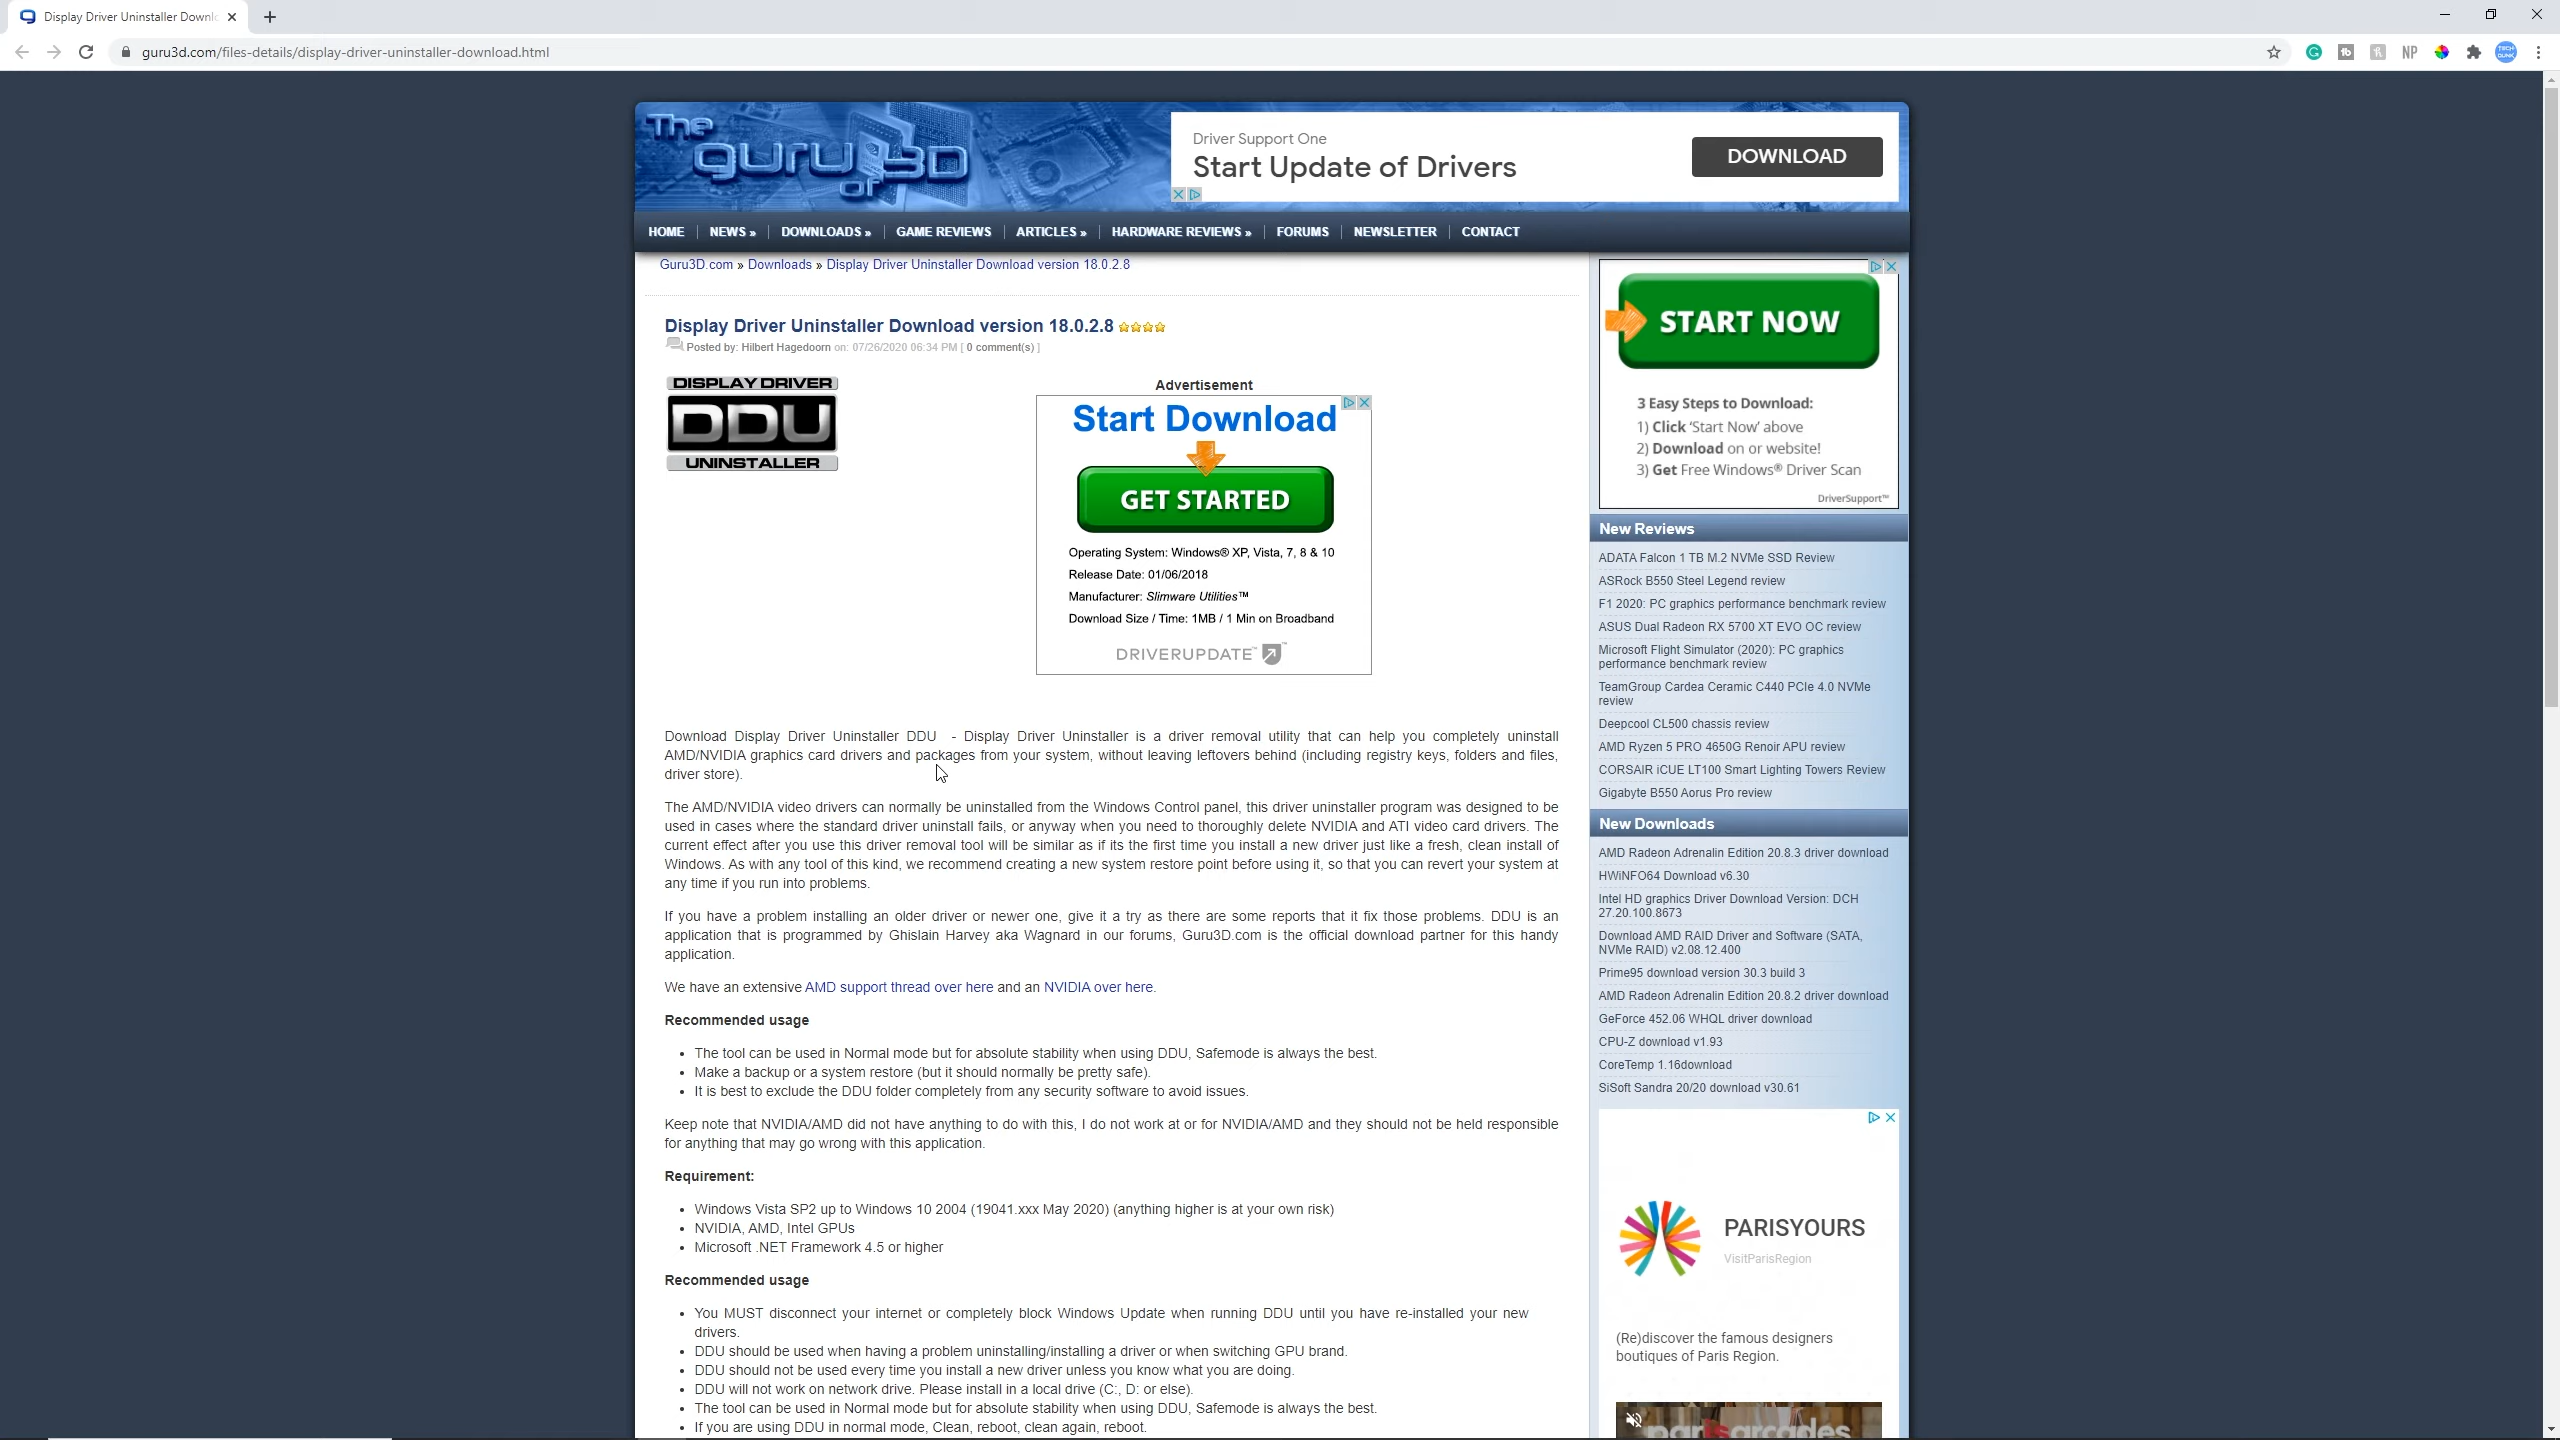 Display Driver Uninstaller Downlo
guru3d.com/files-details/display-driver-uninstaller-download.html
NP
TECH
The
guru
of
3D
Driver Support One
Start Update of Drivers
DOWNLOAD
HOME
NEWS »
DOWNLOADS »
GAME REVIEWS
ARTICLES »
HARDWARE REVIEWS »
FORUMS
NEWSLETTER
CONTACT
Guru3D.com » Downloads » Display Driver Uninstaller Download version 18.0.2.8
Display Driver Uninstaller Download version 18.0.2.8
Posted by: Hilbert Hagedoorn on: 07/26/2020 06:34 PM [ 0 comment(s) ]
DISPLAY DRIVER
DDU
UNINSTALLER
Advertisement
Start Download
GET STARTED
Operating System: Windows® XP, Vista, 7, 8 & 10
Release Date: 01/06/2018
Manufacturer: Slimware Utilities™
Download Size / Time: 1MB / 1 Min on Broadband
DRIVERUPDATE™
Download Display Driver Uninstaller DDU - Display Driver Uninstaller is a driver removal utility that can help you completely uninstall
AMD/NVIDIA graphics card drivers and packages from your system, without leaving leftovers behind (including registry keys, folders and files,
driver store).
The AMD/NVIDIA video drivers can normally be uninstalled from the Windows Control panel, this driver uninstaller program was designed to be
used in cases where the standard driver uninstall fails, or anyway when you need to thoroughly delete NVIDIA and ATI video card drivers. The
current effect after you use this driver removal tool will be similar as if its the first time you install a new driver just like a fresh, clean install of
Windows. As with any tool of this kind, we recommend creating a new system restore point before using it, so that you can revert your system at
any time if you run into problems.
If you have a problem installing an older driver or newer one, give it a try as there are some reports that it fix those problems. DDU is an
application that is programmed by Ghislain Harvey aka Wagnard in our forums, Guru3D.com is the official download partner for this handy
application.
We have an extensive AMD support thread over here and an NVIDIA over here.
Recommended usage
• The tool can be used in Normal mode but for absolute stability when using DDU, Safemode is always the best.
• Make a backup or a system restore (but it should normally be pretty safe).
• It is best to exclude the DDU folder completely from any security software to avoid issues.
Keep note that NVIDIA/AMD did not have anything to do with this, I do not work at or for NVIDIA/AMD and they should not be held responsible
for anything that may go wrong with this application.
Requirement:
• Windows Vista SP2 up to Windows 10 2004 (19041.xxx May 2020) (anything higher is at your own risk)
• NVIDIA, AMD, Intel GPUs
• Microsoft .NET Framework 4.5 or higher
Recommended usage
• You MUST disconnect your internet or completely block Windows Update when running DDU until you have re-installed your new
drivers.
• DDU should be used when having a problem uninstalling/installing a driver or when switching GPU brand.
• DDU should not be used every time you install a new driver unless you know what you are doing.
• DDU will not work on network drive. Please install in a local drive (C:, D: or else).
• The tool can be used in Normal mode but for absolute stability when using DDU, Safemode is always the best.
• If you are using DDU in normal mode, Clean, reboot, clean again, reboot.
START NOW
3 Easy Steps to Download:
1) Click 'Start Now' above
2) Download on or website!
3) Get Free Windows® Driver Scan
DriverSupport™
New Reviews
ADATA Falcon 1 TB M.2 NVMe SSD Review
ASRock B550 Steel Legend review
F1 2020: PC graphics performance benchmark review
ASUS Dual Radeon RX 5700 XT EVO OC review
Microsoft Flight Simulator (2020): PC graphics
performance benchmark review
TeamGroup Cardea Ceramic C440 PCIe 4.0 NVMe
review
Deepcool CL500 chassis review
AMD Ryzen 5 PRO 4650G Renoir APU review
CORSAIR iCUE LT100 Smart Lighting Towers Review
Gigabyte B550 Aorus Pro review
New Downloads
AMD Radeon Adrenalin Edition 20.8.3 driver download
HWiNFO64 Download v6.30
Intel HD graphics Driver Download Version: DCH
27.20.100.8673
Download AMD RAID Driver and Software (SATA,
NVMe RAID) v2.08.12.400
Prime95 download version 30.3 build 3
AMD Radeon Adrenalin Edition 20.8.2 driver download
GeForce 452.06 WHQL driver download
CPU-Z download v1.93
CoreTemp 1.16download
SiSoft Sandra 20/20 download v30.61
PARISYOURS
VisitParisRegion
(Re)discover the famous designers
boutiques of Paris Region.